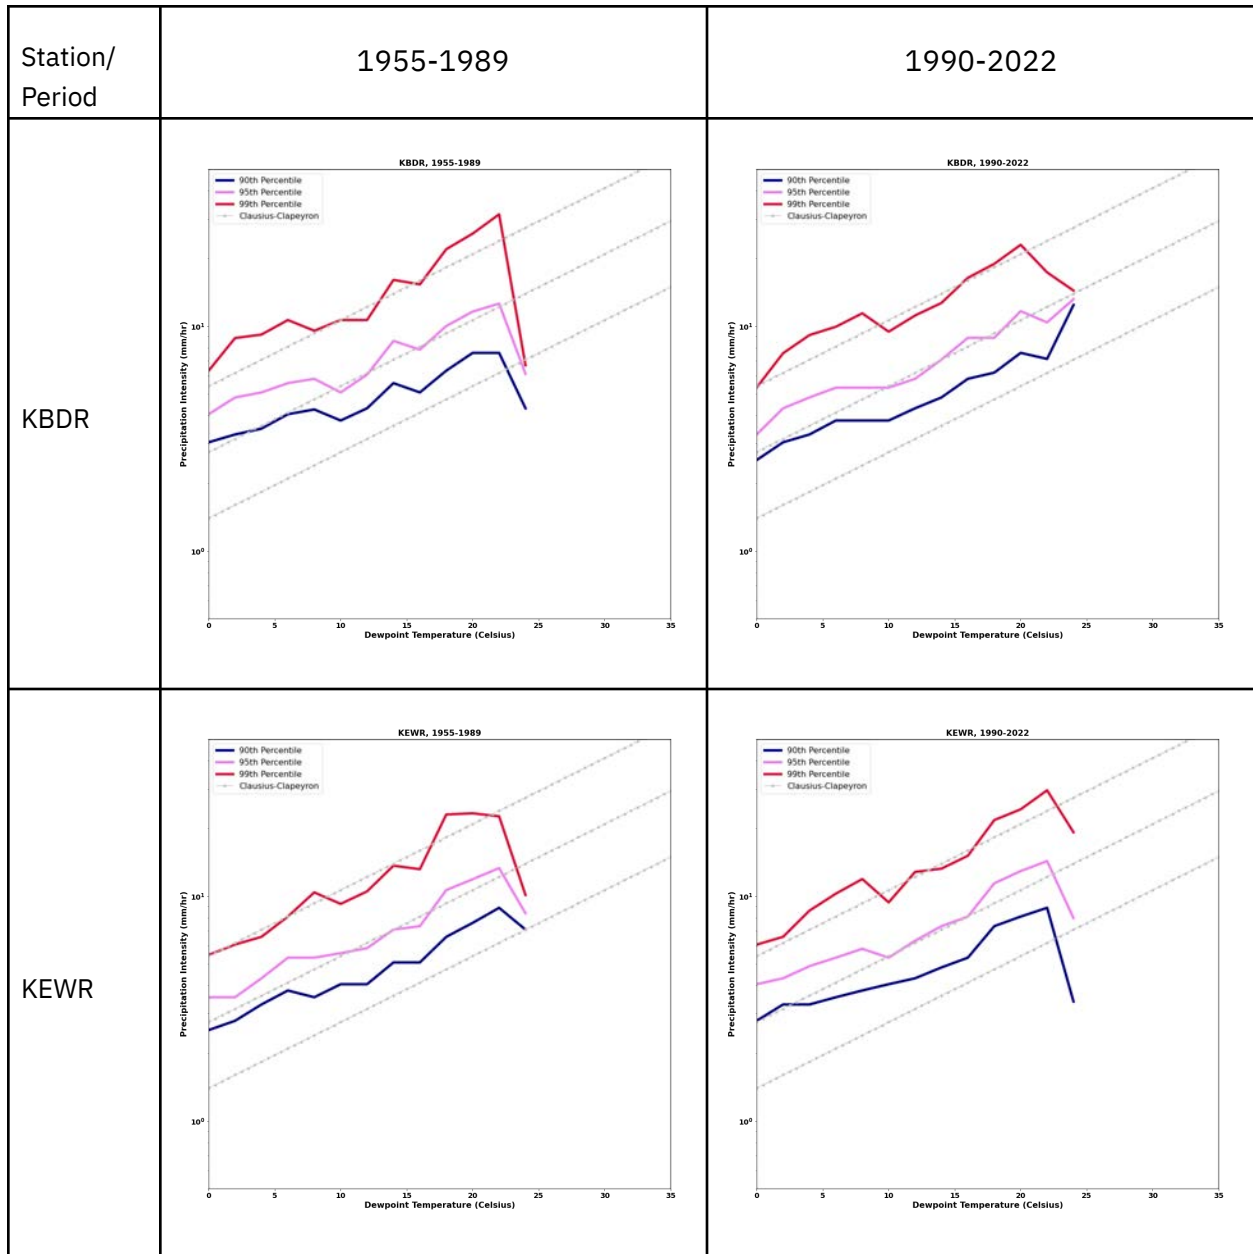 Station/
Period
1955-1989
1990-2022
KBDR
KBDR, 1955-1989
90th Percentile
95th Percentile
99th Percentile
Clausius-Clapeyron
Precipitation Intensity (mm/hr)
10¹
10⁰
0 5 10 15 20 25 30 35
Dewpoint Temperature (Celsius)
KBDR, 1990-2022
90th Percentile
95th Percentile
99th Percentile
Clausius-Clapeyron
Precipitation Intensity (mm/hr)
10¹
10⁰
0 5 10 15 20 25 30 35
Dewpoint Temperature (Celsius)
KEWR
KEWR, 1955-1989
90th Percentile
95th Percentile
99th Percentile
Clausius-Clapeyron
Precipitation Intensity (mm/hr)
10¹
10⁰
0 5 10 15 20 25 30 35
Dewpoint Temperature (Celsius)
KEWR, 1990-2022
90th Percentile
95th Percentile
99th Percentile
Clausius-Clapeyron
Precipitation Intensity (mm/hr)
10¹
10⁰
0 5 10 15 20 25 30 35
Dewpoint Temperature (Celsius)